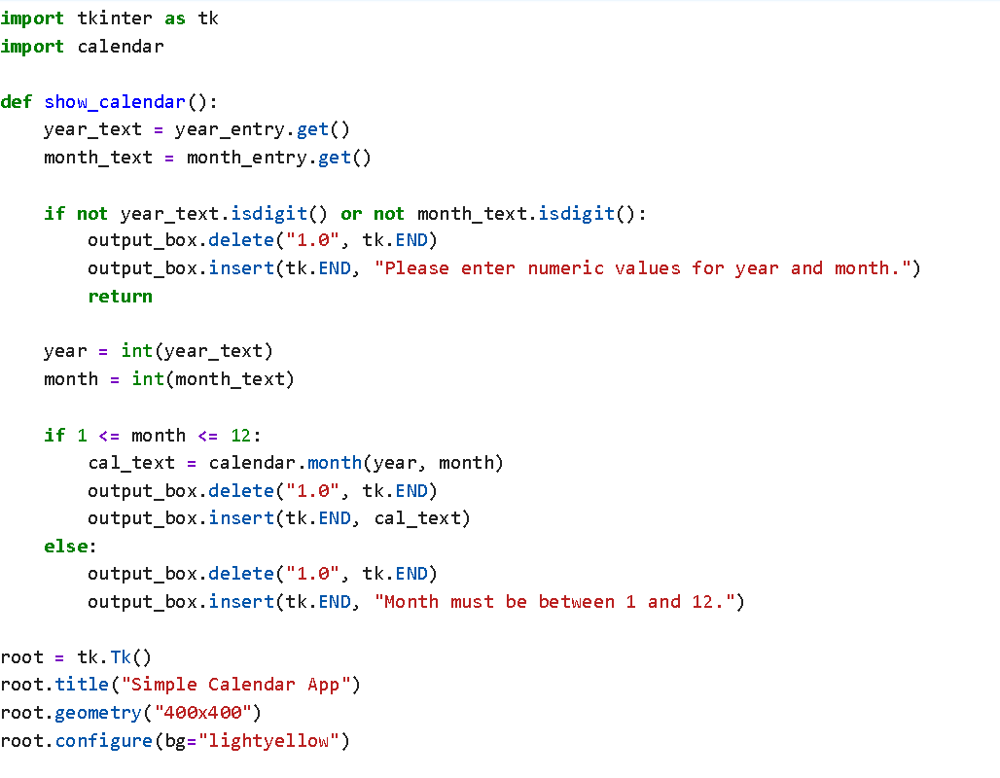 import tkinter as tk
import calendar

def show_calendar():
    year_text = year_entry.get()
    month_text = month_entry.get()

    if not year_text.isdigit() or not month_text.isdigit():
        output_box.delete("1.0", tk.END)
        output_box.insert(tk.END, "Please enter numeric values for year and month.")
        return

    year = int(year_text)
    month = int(month_text)

    if 1 <= month <= 12:
        cal_text = calendar.month(year, month)
        output_box.delete("1.0", tk.END)
        output_box.insert(tk.END, cal_text)
    else:
        output_box.delete("1.0", tk.END)
        output_box.insert(tk.END, "Month must be between 1 and 12.")

root = tk.Tk()
root.title("Simple Calendar App")
root.geometry("400x400")
root.configure(bg="lightyellow")